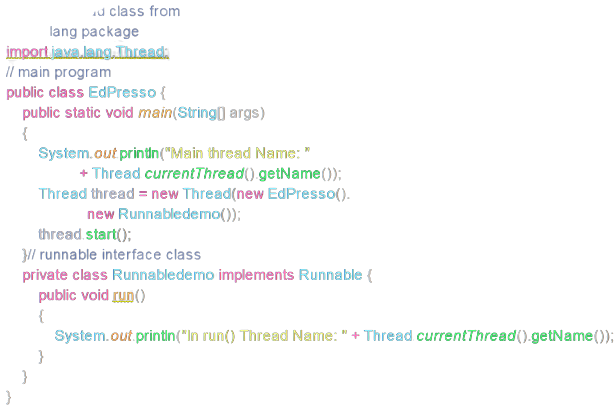 class from
lang package
import java.lang.Thread;
// main program
public class EdPresso {
public static void main(String[] args)
{
System.out.println("Main thread Name: "
+ Thread currentThread().getName());
Thread thread = new Thread(new EdPresso().
new Runnabledemo());
thread.start();
}// runnable interface class
private class Runnabledemo implements Runnable {
public void run()
{
System.out.println("In run() Thread Name: " + Thread currentThread().getName());
}
}
}